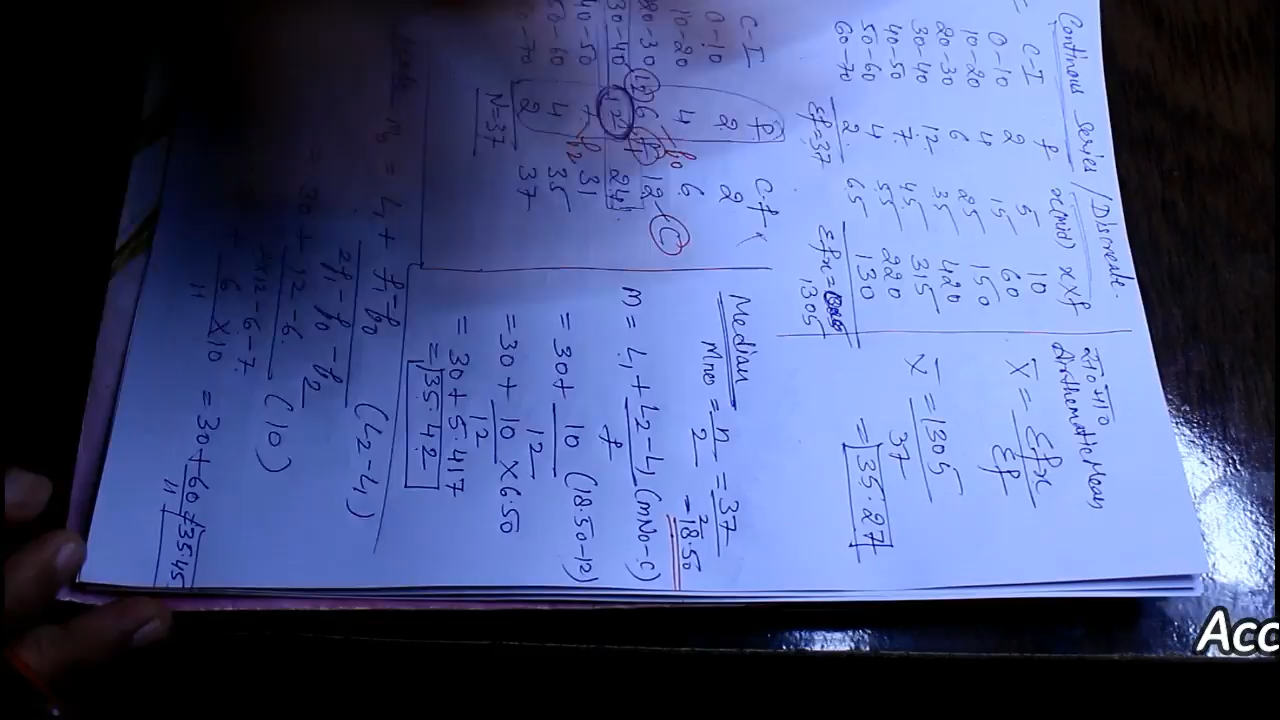 Continous series / Discreate.
C-I f x(mid) x×f
0-10 2 5 10
10-20 4 15 60
20-30 6 25 150
30-40 12 35 420
40-50 7 45 315
50-60 4 55 220
60-70 2 65 130
Σf=37 Σfx= 1305
Arithematic Mean
X̄ = Σfx
Σf
X̄ = 1305
37
= 35.27
C-I f C.f
0-10 2 2
10-20 4 6
20-30 6 f0 12 C
30-40 12 f1 24
40-50 7 f2 31
50-60 4 35
60-70 2 37
N=37
Median
Mno = n = 37
2 2
= 18.50
M = L1 + L2-L1 (mNo-C)
f
= 30+ 10 (18.50-12)
12
= 30+ 10 × 6.50
12
= 30 + 5.417
= 35.42
= L1 + f1-f0 (L2-L1)
2f1-f0-f2
= 30+ 12-6 (10)
2×12-6-7
6 ×10 = 30+ 60 = 35.45
11 11
Acc